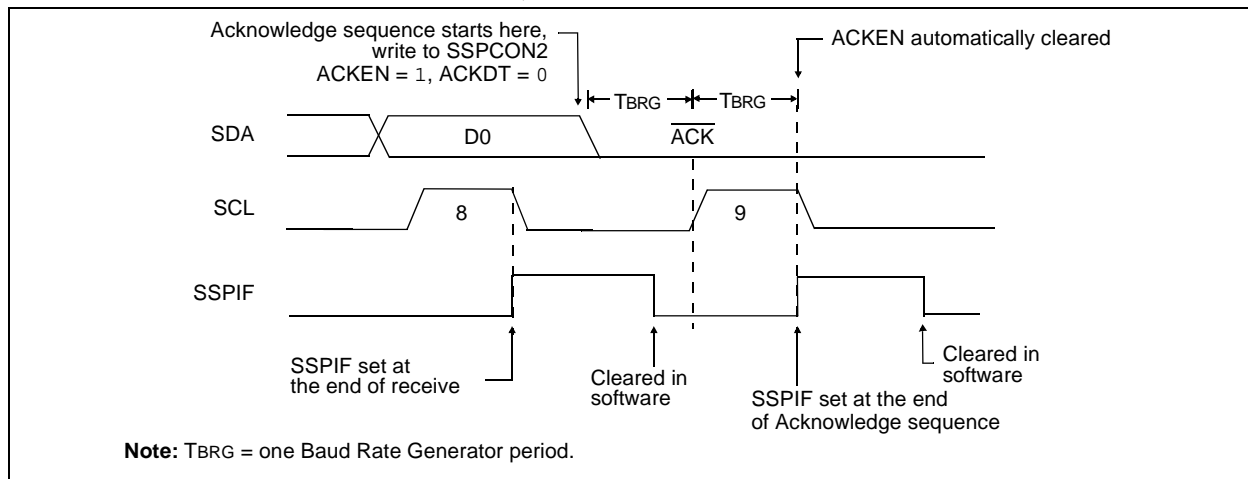 Acknowledge sequence starts here,
write to SSPCON2
ACKEN = 1, ACKDT = 0
ACKEN automatically cleared
TBRG
TBRG
SDA
D0
ACK
SCL
8
9
SSPIF
SSPIF set at
the end of receive
Cleared in
software
SSPIF set at the end
of Acknowledge sequence
Cleared in
software
Note: TBRG = one Baud Rate Generator period.